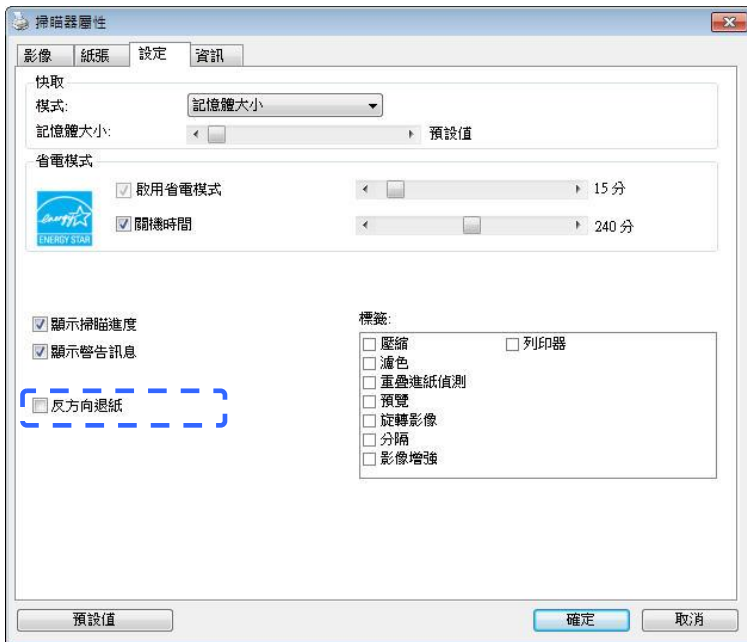 掃瞄器屬性
影像 紙張 設定 資訊
快取
模式: 記憶體大小
記憶體大小: 預設值
省電模式
啟用省電模式 15 分
關機時間 240 分
energy
ENERGY STAR
顯示掃瞄進度
顯示警告訊息
反方向退紙
標籤:
壓縮 列印器
濾色
重疊進紙偵測
預覽
旋轉影像
分隔
影像增強
預設值 確定 取消